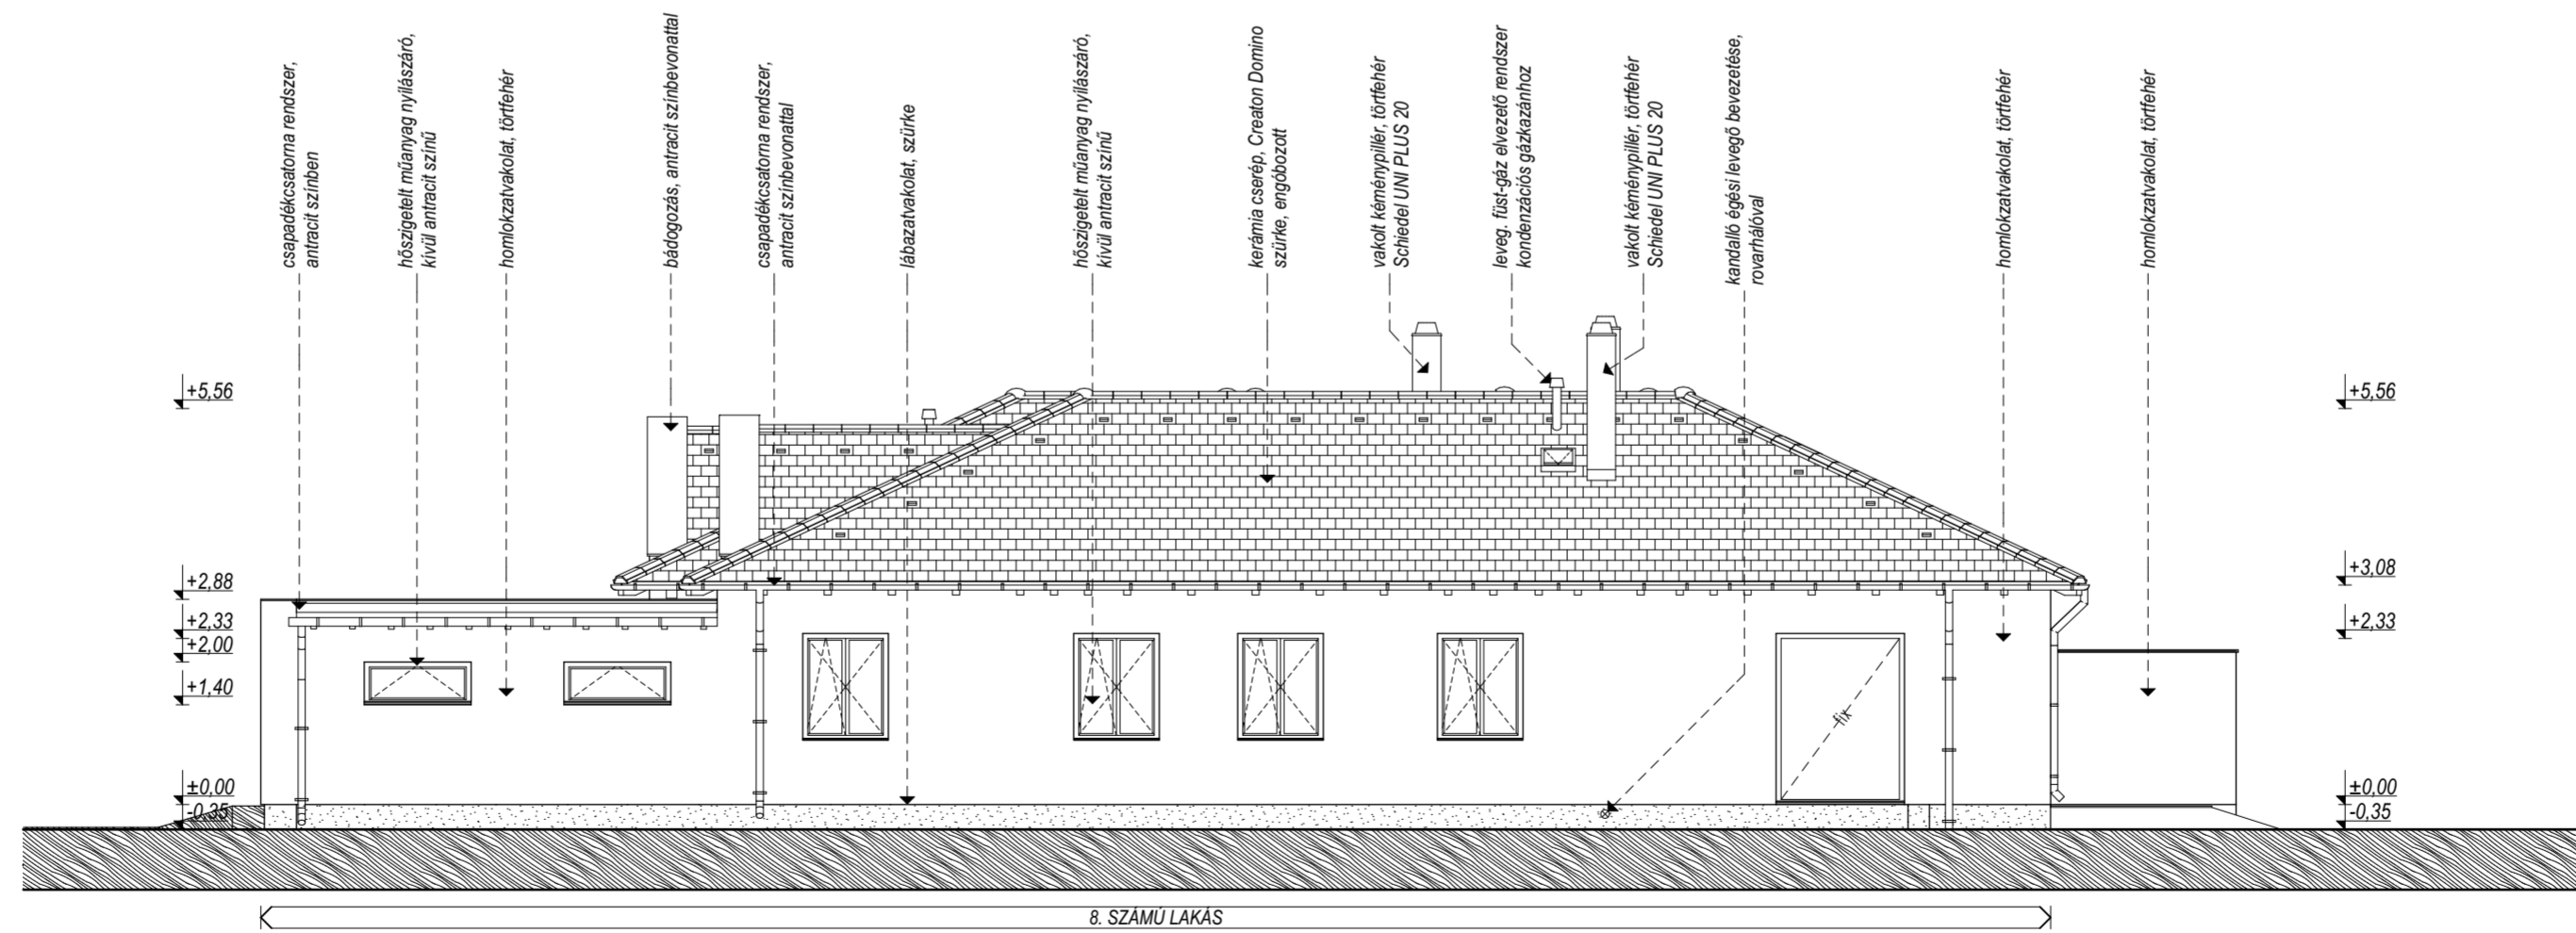 csapadékcsatorna rendszer,
antracit színben
hőszigetelt műanyag nyílászáró,
kívül antracit színű
homlokzatvakolat, törtfehér
bádogozás, antracit színbevonattal
csapadékcsatorna rendszer,
antracit színbevonattal
lábazatvakolat, szürke
hőszigetelt műanyag nyílászáró,
kívül antracit színű
kerámia cserép, Creaton Domino
szürke, engóbozott
vakolt kéménypillér, törtfehér
Schiedel UNI PLUS 20
leveg. füst-gáz elvezető rendszer
kondenzációs gázkazánhoz
vakolt kéménypillér, törtfehér
Schiedel UNI PLUS 20
kandalló égési levegő bevezetése,
rovarhálóval
homlokzatvakolat, törtfehér
homlokzatvakolat, törtfehér
+5,56
+2,88
+2,33
+2,00
+1,40
±0,00
-0,35
fix
+5,56
+3,08
+2,33
±0,00
-0,35
8. SZÁMÚ LAKÁS